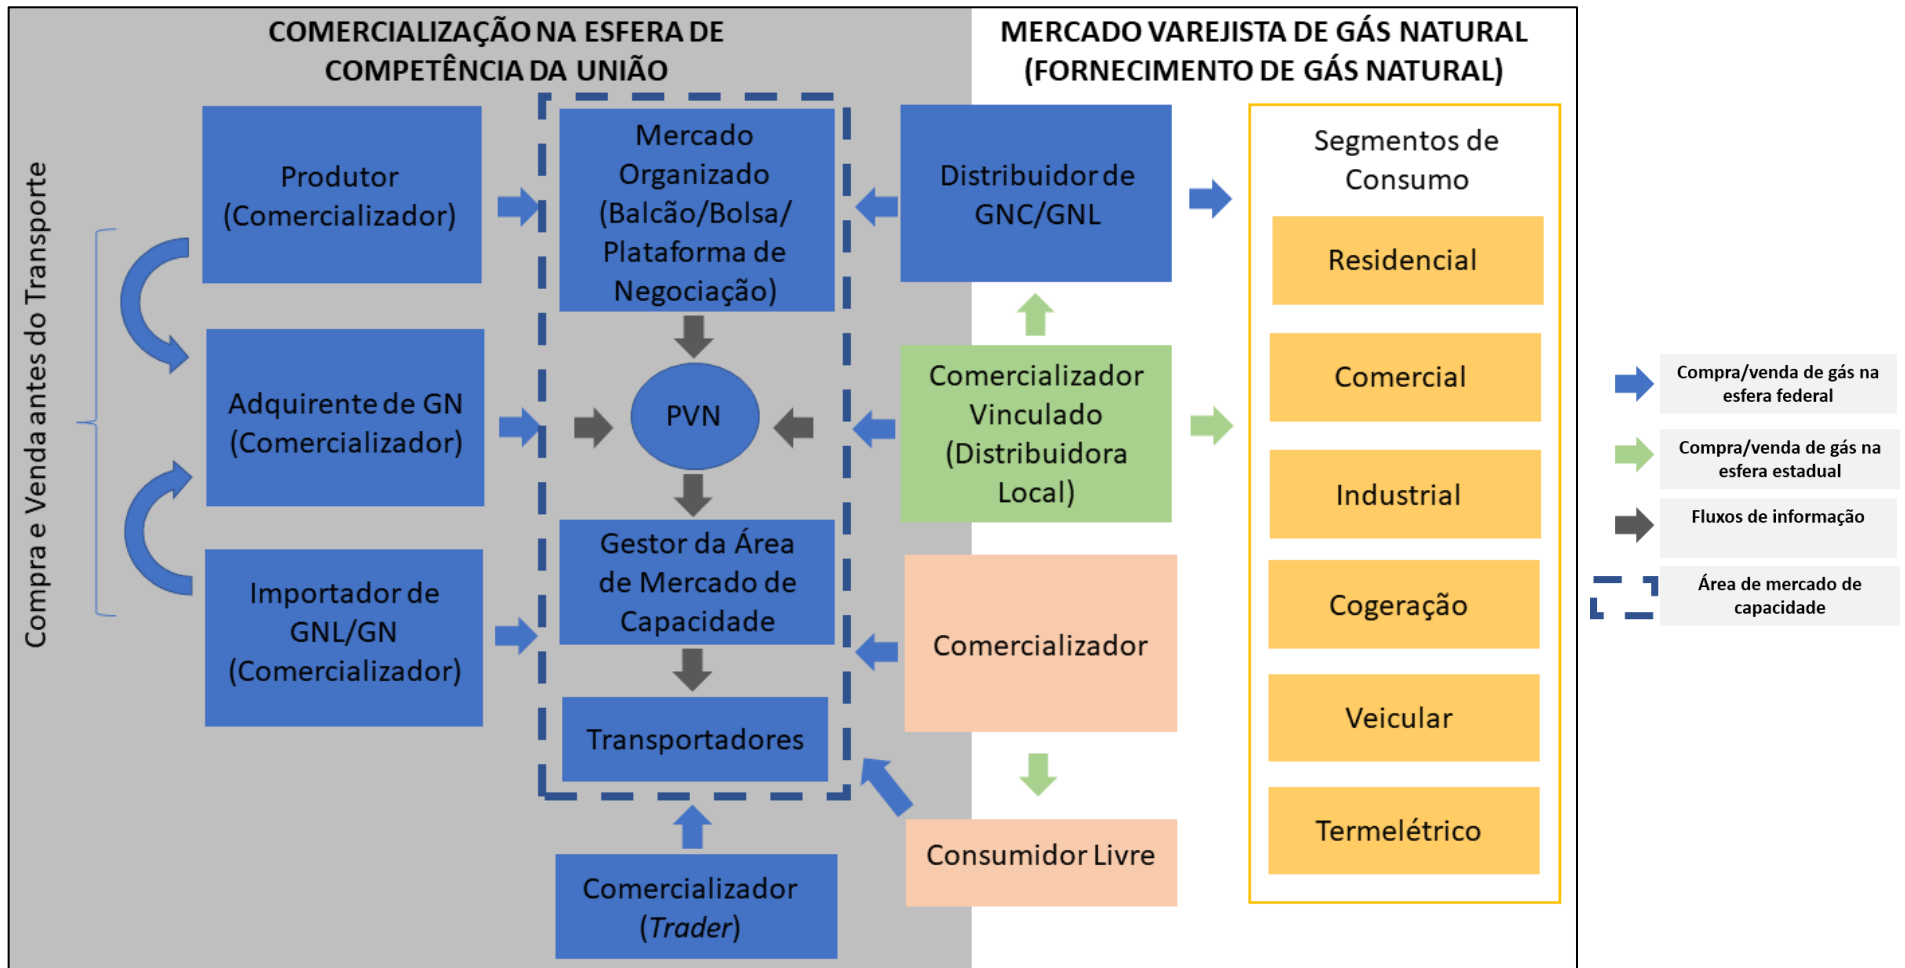 COMERCIALIZAÇÃO NA ESFERA DE
COMPETÊNCIA DA UNIÃO
MERCADO VAREJISTA DE GÁS NATURAL
(FORNECIMENTO DE GÁS NATURAL)
Compra e Venda antes do Transporte
Produtor
(Comercializador)
Adquirente de GN
(Comercializador)
Importador de
GNL/GN
(Comercializador)
Mercado
Organizado
(Balcão/Bolsa/
Plataforma de
Negociação)
PVN
Gestor da Área
de Mercado de
Capacidade
Transportadores
Comercializador
(Trader)
Distribuidor de
GNC/GNL
Comercializador
Vinculado
(Distribuidora
Local)
Comercializador
Consumidor Livre
Segmentos de
Consumo
Residencial
Comercial
Industrial
Cogeração
Veicular
Termelétrico
Compra/venda de gás na
esfera federal
Compra/venda de gás na
esfera estadual
Fluxos de informação
Área de mercado de
capacidade